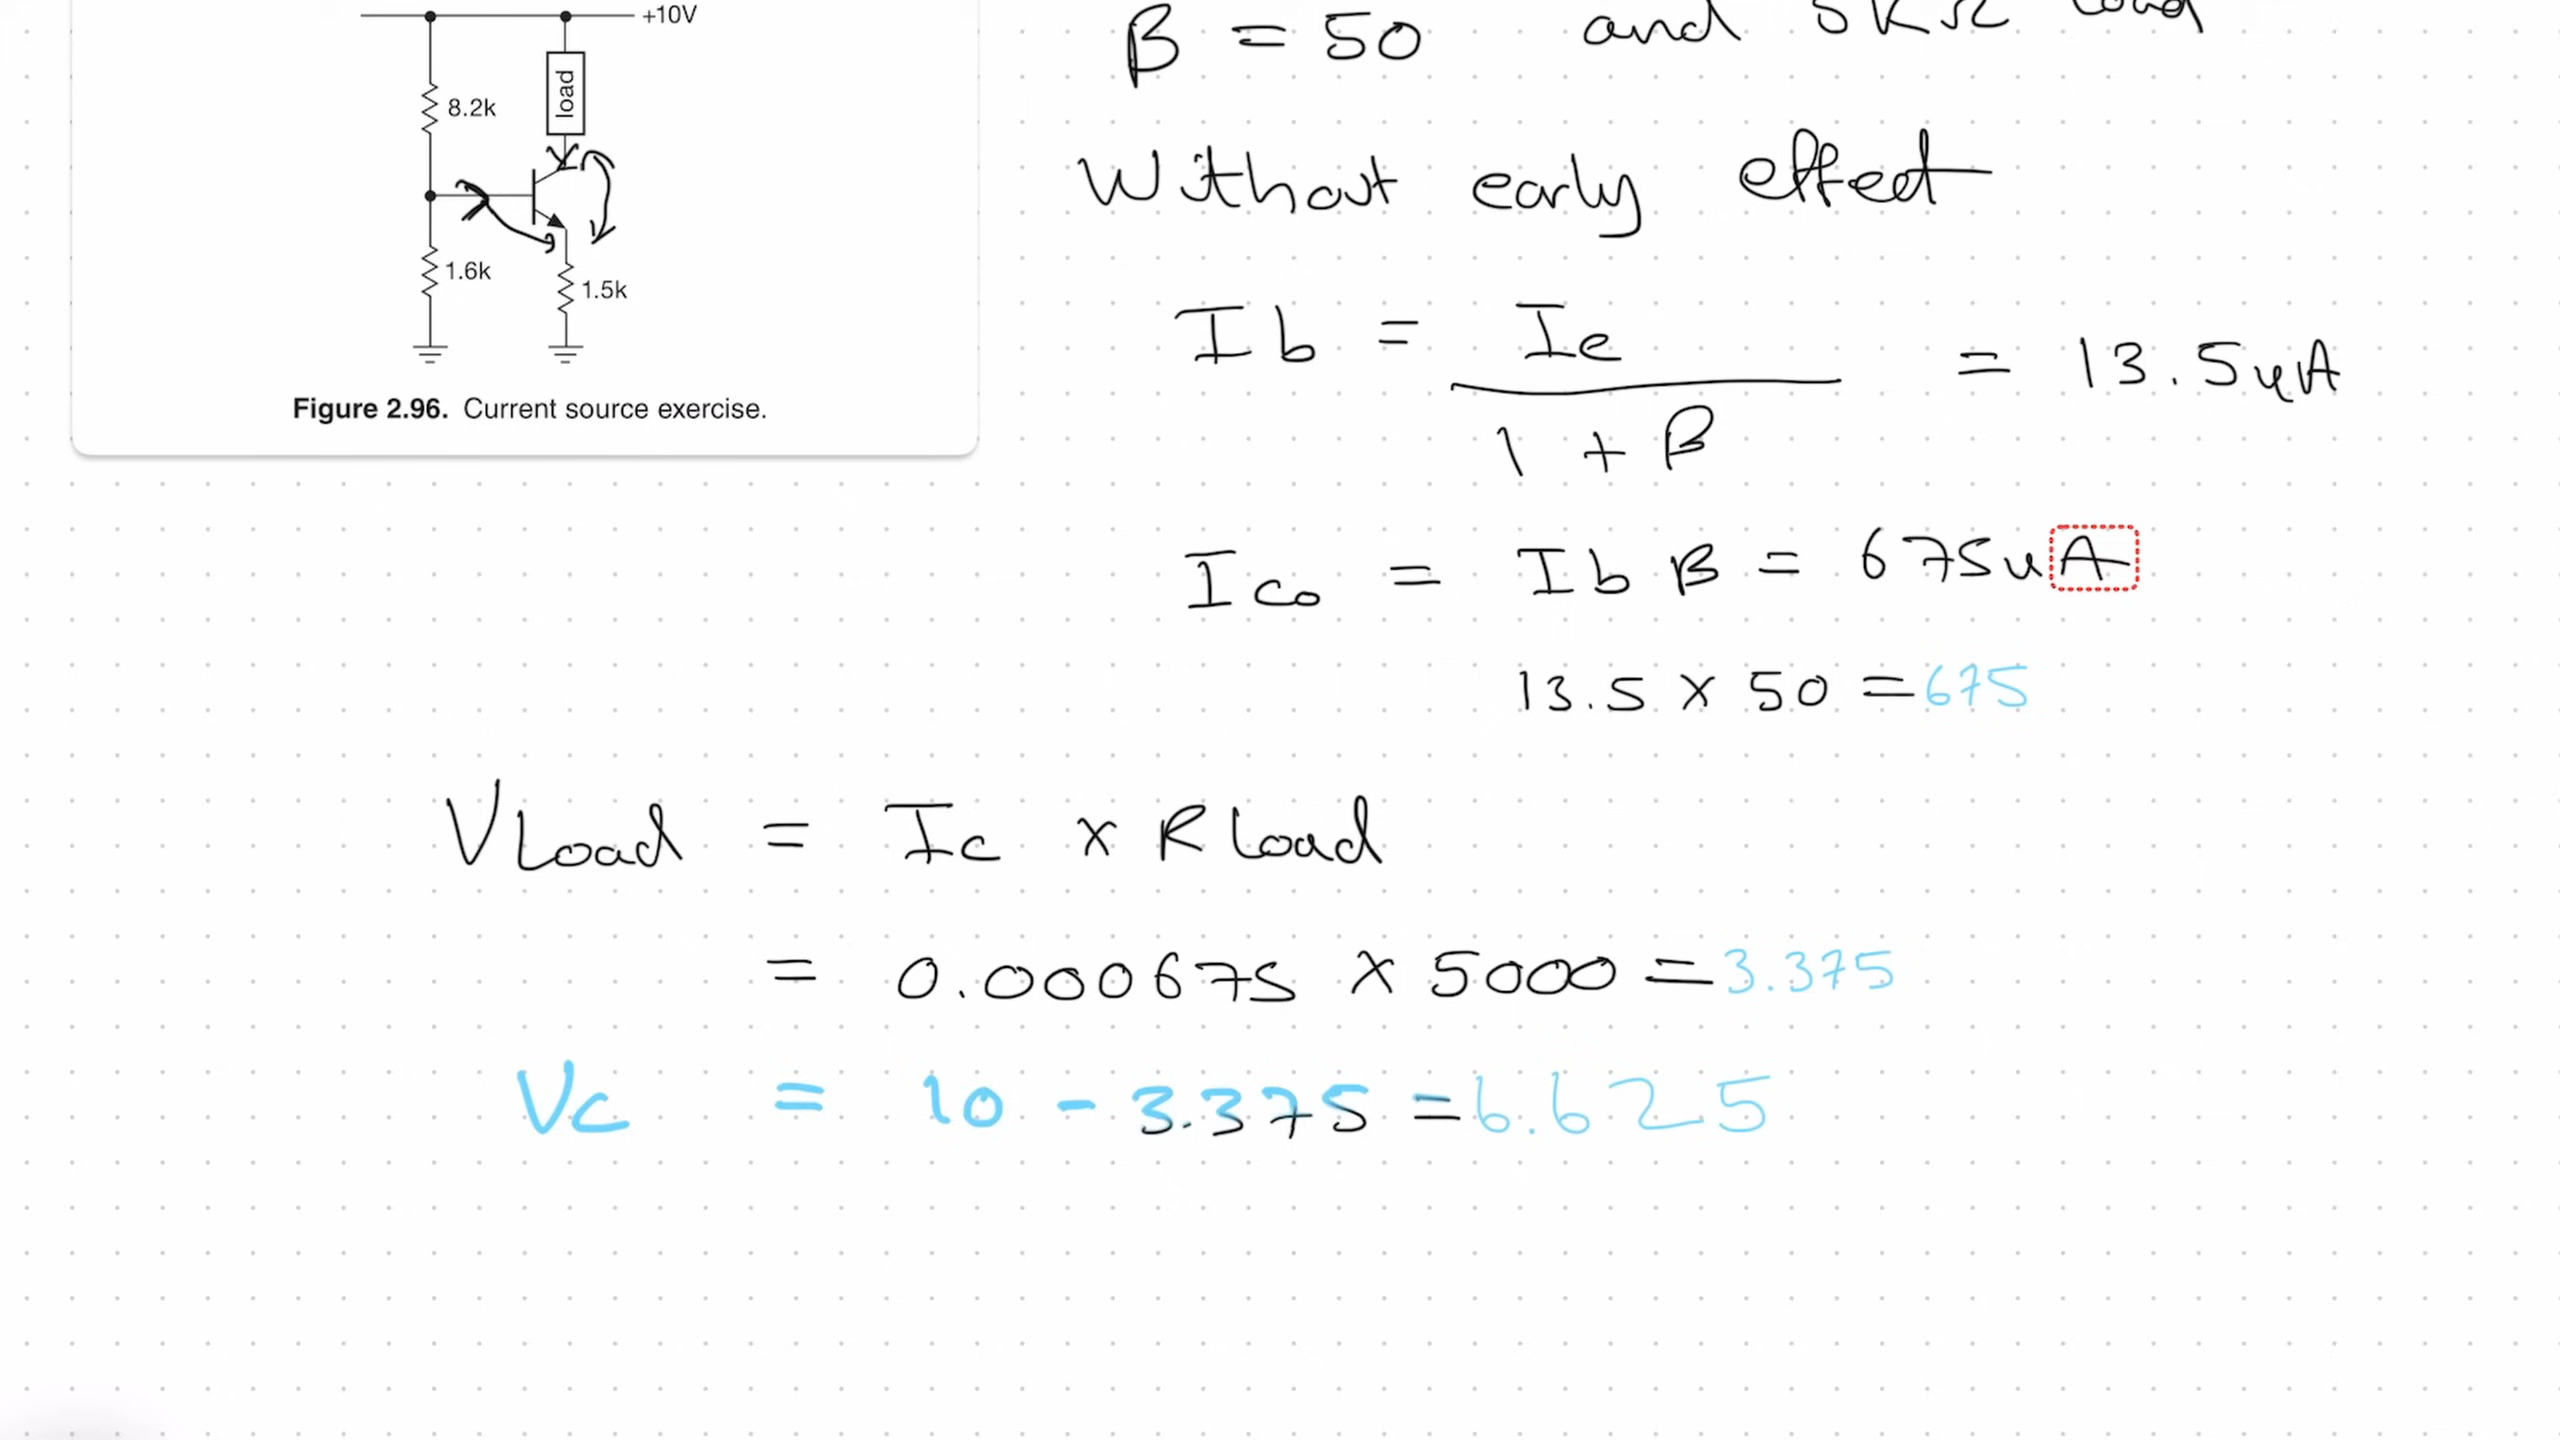 +10V
8.2k
load
1.6k
1.5k
Figure 2.96. Current source exercise.
β = 50 and 5KΩ Load
Without early effect
Ib = Ie / 1 + β = 13.5uA
Ico = Ib β = 675uA
13.5 × 50 = 675
VLoad = Ic × RLoad
= 0.000675 × 5000 = 3.375
Vc = 10 - 3.375 = 6.625